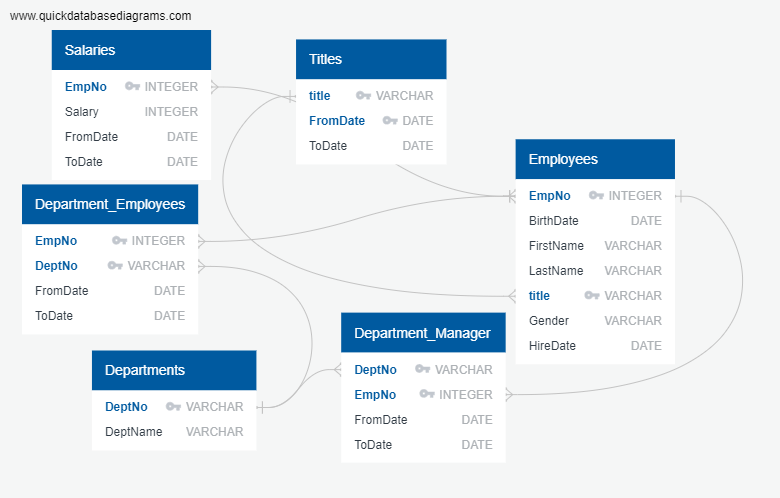 www.quickdatabasediagrams.com
Salaries
EmpNo INTEGER
Salary INTEGER
FromDate DATE
ToDate DATE
Titles
title VARCHAR
FromDate DATE
ToDate DATE
Employees
EmpNo INTEGER
BirthDate DATE
FirstName VARCHAR
LastName VARCHAR
title VARCHAR
Gender VARCHAR
HireDate DATE
Department_Employees
EmpNo INTEGER
DeptNo VARCHAR
FromDate DATE
ToDate DATE
Department_Manager
DeptNo VARCHAR
EmpNo INTEGER
FromDate DATE
ToDate DATE
Departments
DeptNo VARCHAR
DeptName VARCHAR